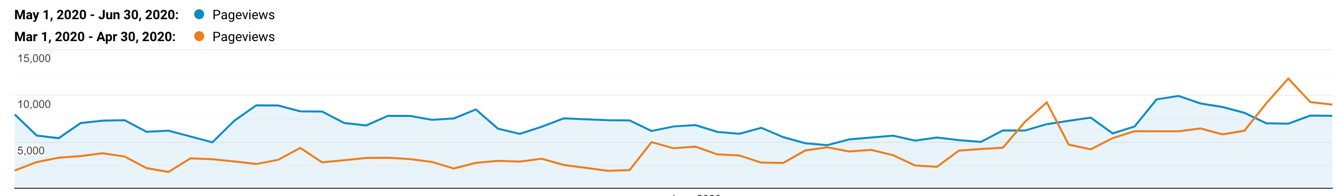 May 1, 2020 - Jun 30, 2020: Pageviews
Mar 1, 2020 - Apr 30, 2020: Pageviews
15,000
10,000
5,000